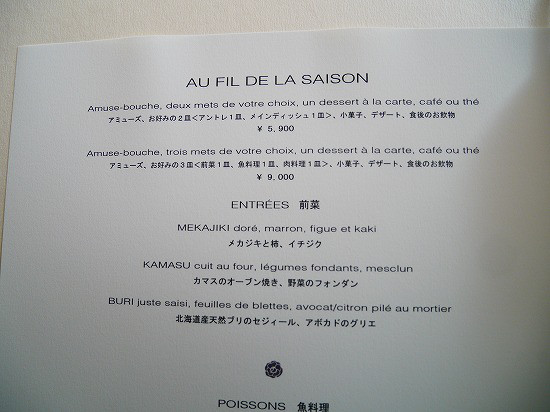 AU FIL DE LA SAISON
Amuse-bouche, deux mets de votre choix, un dessert à la carte, café ou thé
アミューズ、お好みの2皿<アントレ1皿、メインディッシュ1皿>、小菓子、デザート、食後のお飲物
¥ 5,900
Amuse-bouche, trois mets de votre choix, un dessert à la carte, café ou thé
アミューズ、お好みの3皿<前菜1皿、魚料理1皿、肉料理1皿>、小菓子、デザート、食後のお飲物
¥ 9,000
ENTRÉES 前菜
MEKAJIKI doré, marron, figue et kaki
メカジキと柿、イチジク
KAMASU cuit au four, légumes fondants, mesclun
カマスのオーブン焼き、野菜のフォンダン
BURI juste saisi, feuilles de blettes, avocat/citron pilé au mortier
北海道産天然ブリのセジィール、アボカドのグリエ
POISSONS 魚料理